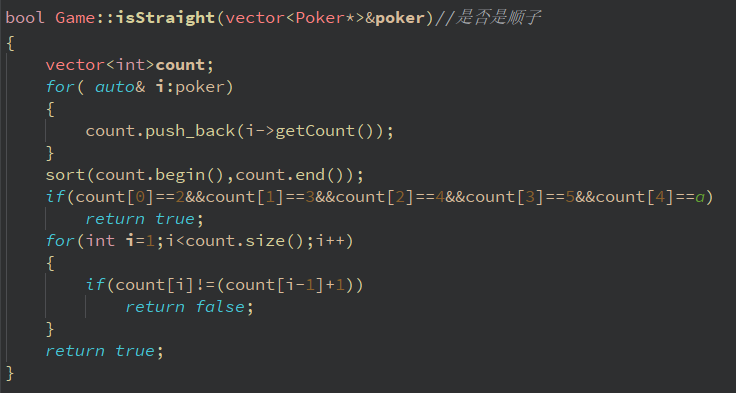 bool Game::isStraight(vector<Poker*>&poker)//是否是顺子
{
    vector<int>count;
    for( auto& i:poker)
    {
        count.push_back(i->getCount());
    }
    sort(count.begin(),count.end());
    if(count[0]==2&&count[1]==3&&count[2]==4&&count[3]==5&&count[4]==a)
        return true;
    for(int i=1;i<count.size();i++)
    {
        if(count[i]!=(count[i-1]+1))
            return false;
    }
    return true;
}